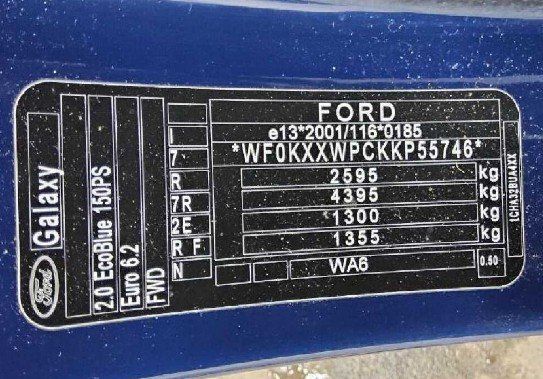 FORD
e13*2001/116*0185
*WF0KXXWPCKKP55746*
2595 kg
4395 kg
1300 kg
1355 kg
WA6
0.50
I
7
R
7R
2E
R F
N
Ford
Galaxy
2.0 EcoBlue 150PS
Euro 6.2
FWD